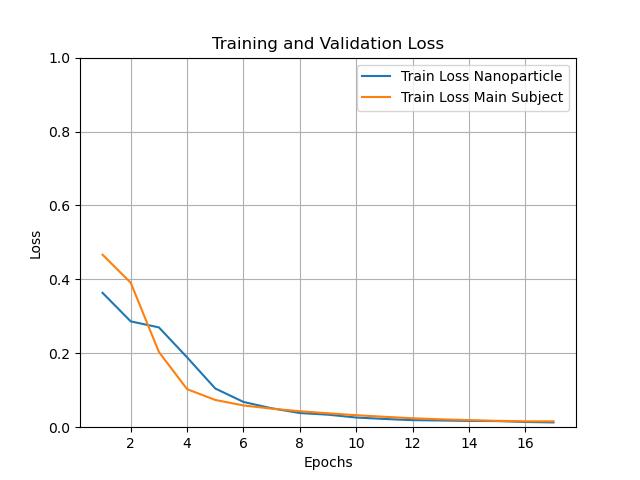 Training and Validation Loss
Train Loss Nanoparticle
Train Loss Main Subject
1.0
0.8
0.6
0.4
0.2
0.0
Loss
2 4 6 8 10 12 14 16
Epochs